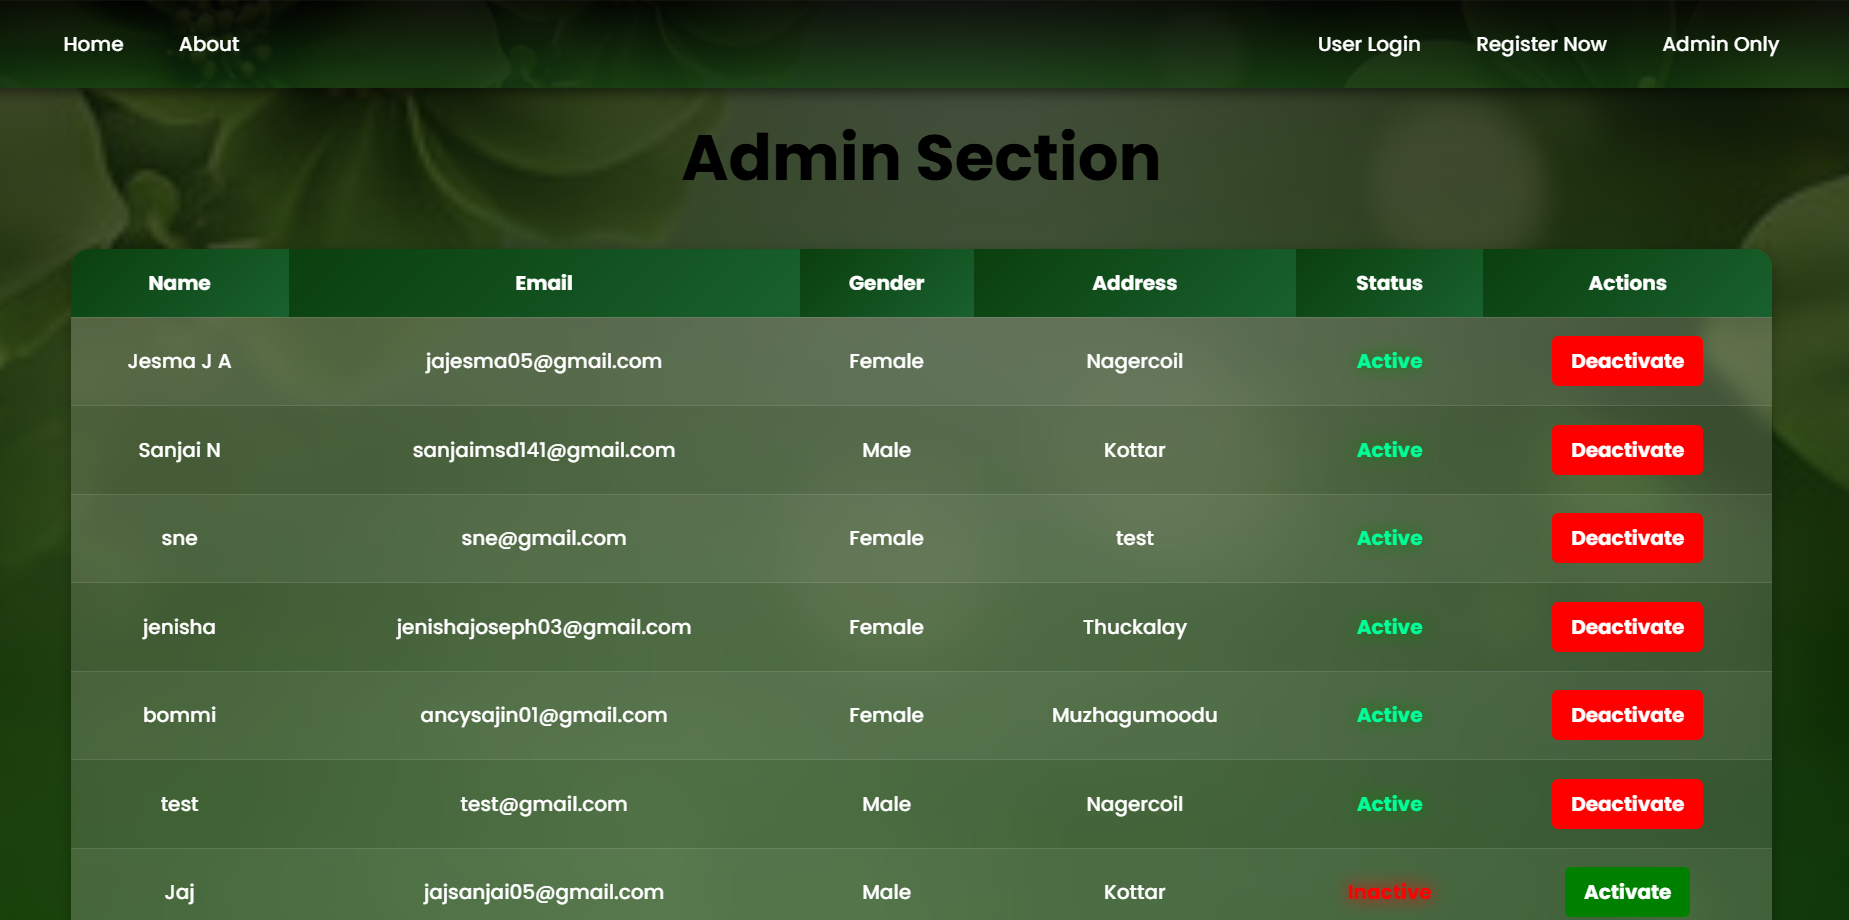 Home About User Login Register Now Admin Only
Admin Section
Name Email Gender Address Status Actions
Jesma J A jajesma05@gmail.com Female Nagercoil Active Deactivate
Sanjai N sanjaimsd141@gmail.com Male Kottar Active Deactivate
sne sne@gmail.com Female test Active Deactivate
jenisha jenishajoseph03@gmail.com Female Thuckalay Active Deactivate
bommi ancysajin01@gmail.com Female Muzhagumoodu Active Deactivate
test test@gmail.com Male Nagercoil Active Deactivate
Jaj jajsanjai05@gmail.com Male Kottar Inactive Activate